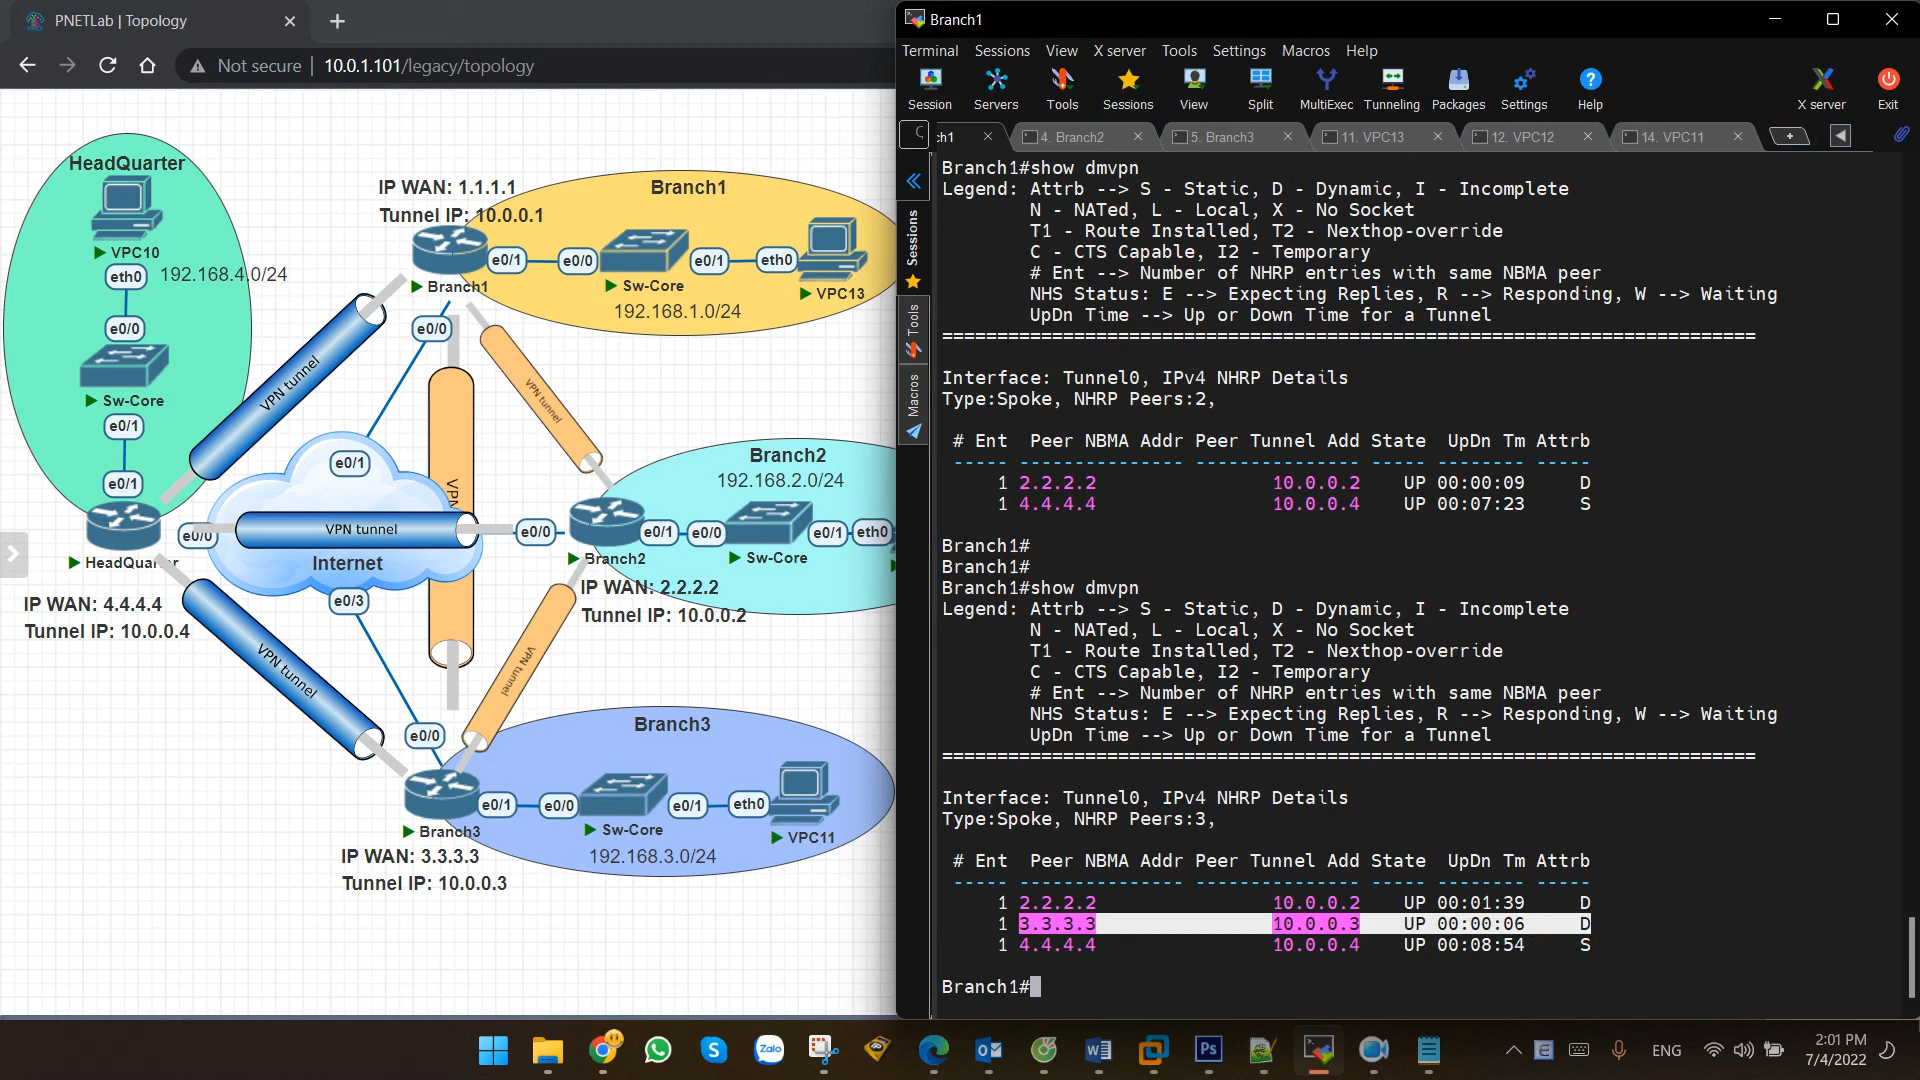 PNETLab | Topology
Not secure | 10.0.1.101/legacy/topology
HeadQuarter
VPC10
eth0
192.168.4.0/24
e0/0
Sw-Core
e0/1
e0/1
HeadQuarter
e0/0
IP WAN: 4.4.4.4
Tunnel IP: 10.0.0.4
IP WAN: 1.1.1.1
Tunnel IP: 10.0.0.1
Branch1
e0/1
e0/0
e0/1
eth0
Branch1
Sw-Core
VPC13
192.168.1.0/24
e0/0
VPN tunnel
VPN tunnel
e0/1
VPN
VPN tunnel
Internet
e0/3
Branch2
192.168.2.0/24
e0/0
e0/1
e0/0
e0/1
eth0
Branch2
Sw-Core
IP WAN: 2.2.2.2
Tunnel IP: 10.0.0.2
VPN tunnel
VPN tunnel
Branch3
e0/0
e0/1
e0/0
e0/1
eth0
Branch3
Sw-Core
VPC11
IP WAN: 3.3.3.3
192.168.3.0/24
Tunnel IP: 10.0.0.3
Branch1
Terminal Sessions View X server Tools Settings Macros Help
Session Servers Tools Sessions View Split MultiExec Tunneling Packages Settings Help X server Exit
ch1 4. Branch2 5. Branch3 11. VPC13 12. VPC12 14. VPC11
Sessions
Tools
Macros
Branch1#show dmvpn
Legend: Attrb --> S - Static, D - Dynamic, I - Incomplete
N - NATed, L - Local, X - No Socket
T1 - Route Installed, T2 - Nexthop-override
C - CTS Capable, I2 - Temporary
# Ent --> Number of NHRP entries with same NBMA peer
NHS Status: E --> Expecting Replies, R --> Responding, W --> Waiting
UpDn Time --> Up or Down Time for a Tunnel
==========================================================================
Interface: Tunnel0, IPv4 NHRP Details
Type:Spoke, NHRP Peers:2,
# Ent Peer NBMA Addr Peer Tunnel Add State UpDn Tm Attrb
----- --------------- --------------- ----- -------- -----
1 2.2.2.2 10.0.0.2 UP 00:00:09 D
1 4.4.4.4 10.0.0.4 UP 00:07:23 S
Branch1#
Branch1#
Branch1#show dmvpn
Legend: Attrb --> S - Static, D - Dynamic, I - Incomplete
N - NATed, L - Local, X - No Socket
T1 - Route Installed, T2 - Nexthop-override
C - CTS Capable, I2 - Temporary
# Ent --> Number of NHRP entries with same NBMA peer
NHS Status: E --> Expecting Replies, R --> Responding, W --> Waiting
UpDn Time --> Up or Down Time for a Tunnel
==========================================================================
Interface: Tunnel0, IPv4 NHRP Details
Type:Spoke, NHRP Peers:3,
# Ent Peer NBMA Addr Peer Tunnel Add State UpDn Tm Attrb
----- --------------- --------------- ----- -------- -----
1 2.2.2.2 10.0.0.2 UP 00:01:39 D
1 3.3.3.3 10.0.0.3 UP 00:00:06 D
1 4.4.4.4 10.0.0.4 UP 00:08:54 S
Branch1#
Zalo
Ps
ENG
2:01 PM
7/4/2022